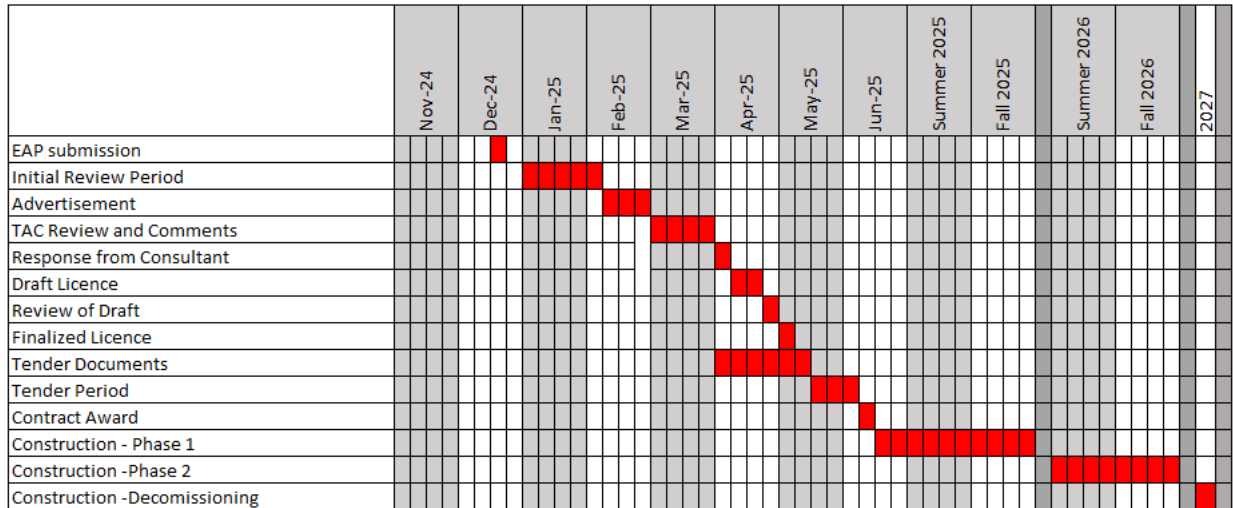 Nov-24
Dec-24
Jan-25
Feb-25
Mar-25
Apr-25
May-25
Jun-25
Summer 2025
Fall 2025
Summer 2026
Fall 2026
2027
EAP submission
Initial Review Period
Advertisement
TAC Review and Comments
Response from Consultant
Draft Licence
Review of Draft
Finalized Licence
Tender Documents
Tender Period
Contract Award
Construction - Phase 1
Construction -Phase 2
Construction -Decomissioning